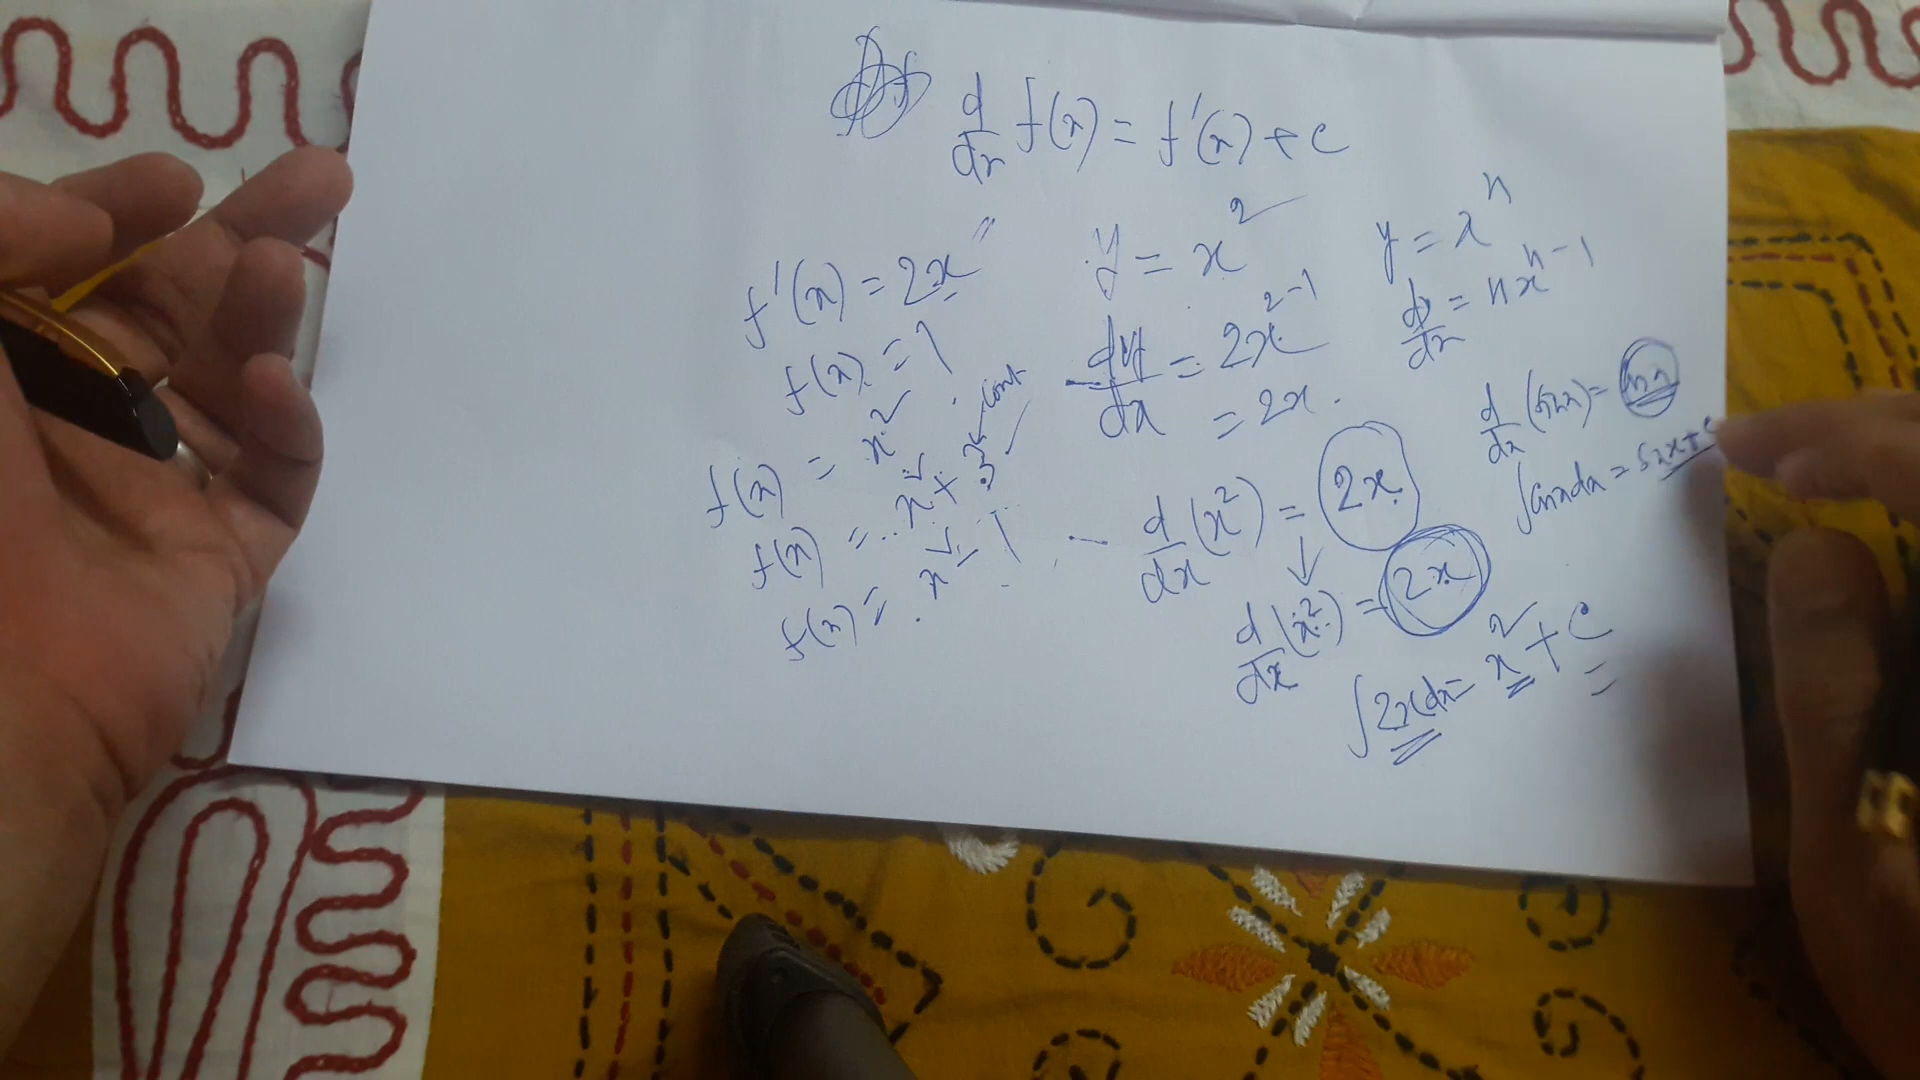 d/dx f(x) = f'(x) + c
f'(x) = 2x
f(x) = ?
f(x) = x²
f(x) = x² + 3 ← const
f(x) = x² - 1
y = x²
dy/dx = 2x²⁻¹
= 2x.
y = xⁿ
dy/dx = nxⁿ⁻¹
d/dx (x²) = 2x
↓
d/dx (x²) = 2x
∫2x dx = x² + c
d/dx (sin x) = cos x
∫cos x dx = sin x + c